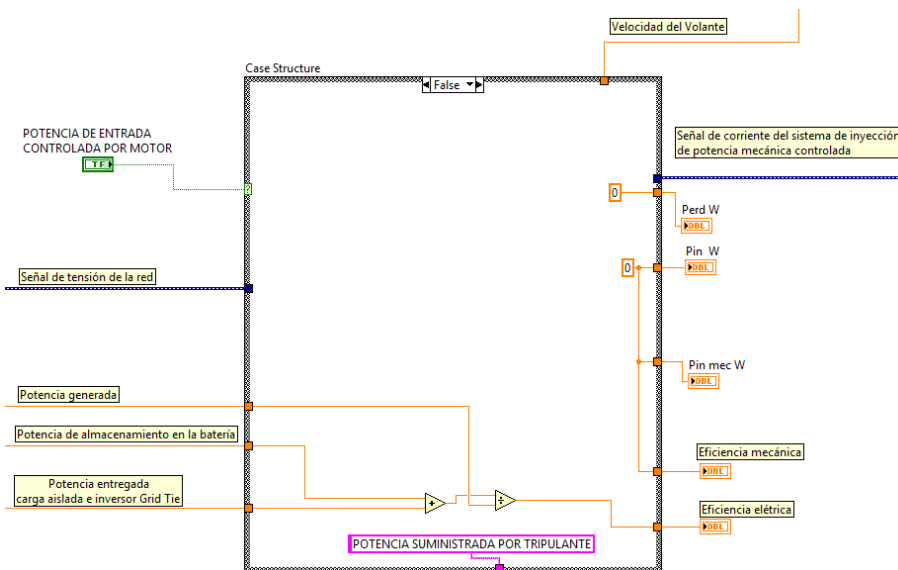 Velocidad del Volante
Case Structure
False
POTENCIA DE ENTRADA
CONTROLADA POR MOTOR
TF
?
Señal de corriente del sistema de inyección
de potencia mecánica controlada
0
Perd W
DBL
Pin W
0
DBL
Señal de tensión de la red
Pin mec W
DBL
Potencia generada
Potencia de almacenamiento en la batería
Eficiencia mecánica
DBL
Potencia entregada
carga aislada e inversor Grid Tie
+
÷
Eficiencia elétrica
DBL
POTENCIA SUMINISTRADA POR TRIPULANTE